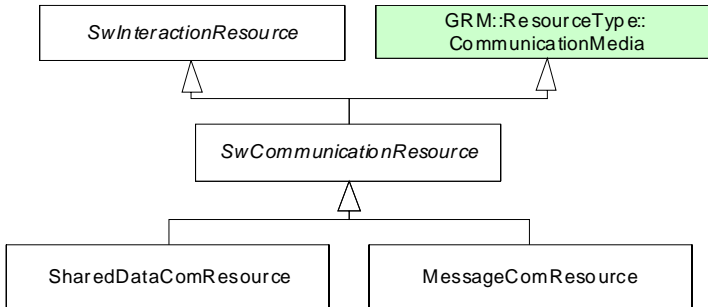 SwInteractionResource
GRM::ResourceType::
CommunicationMedia
SwCommunicationResource
SharedDataComResource
MessageComResource